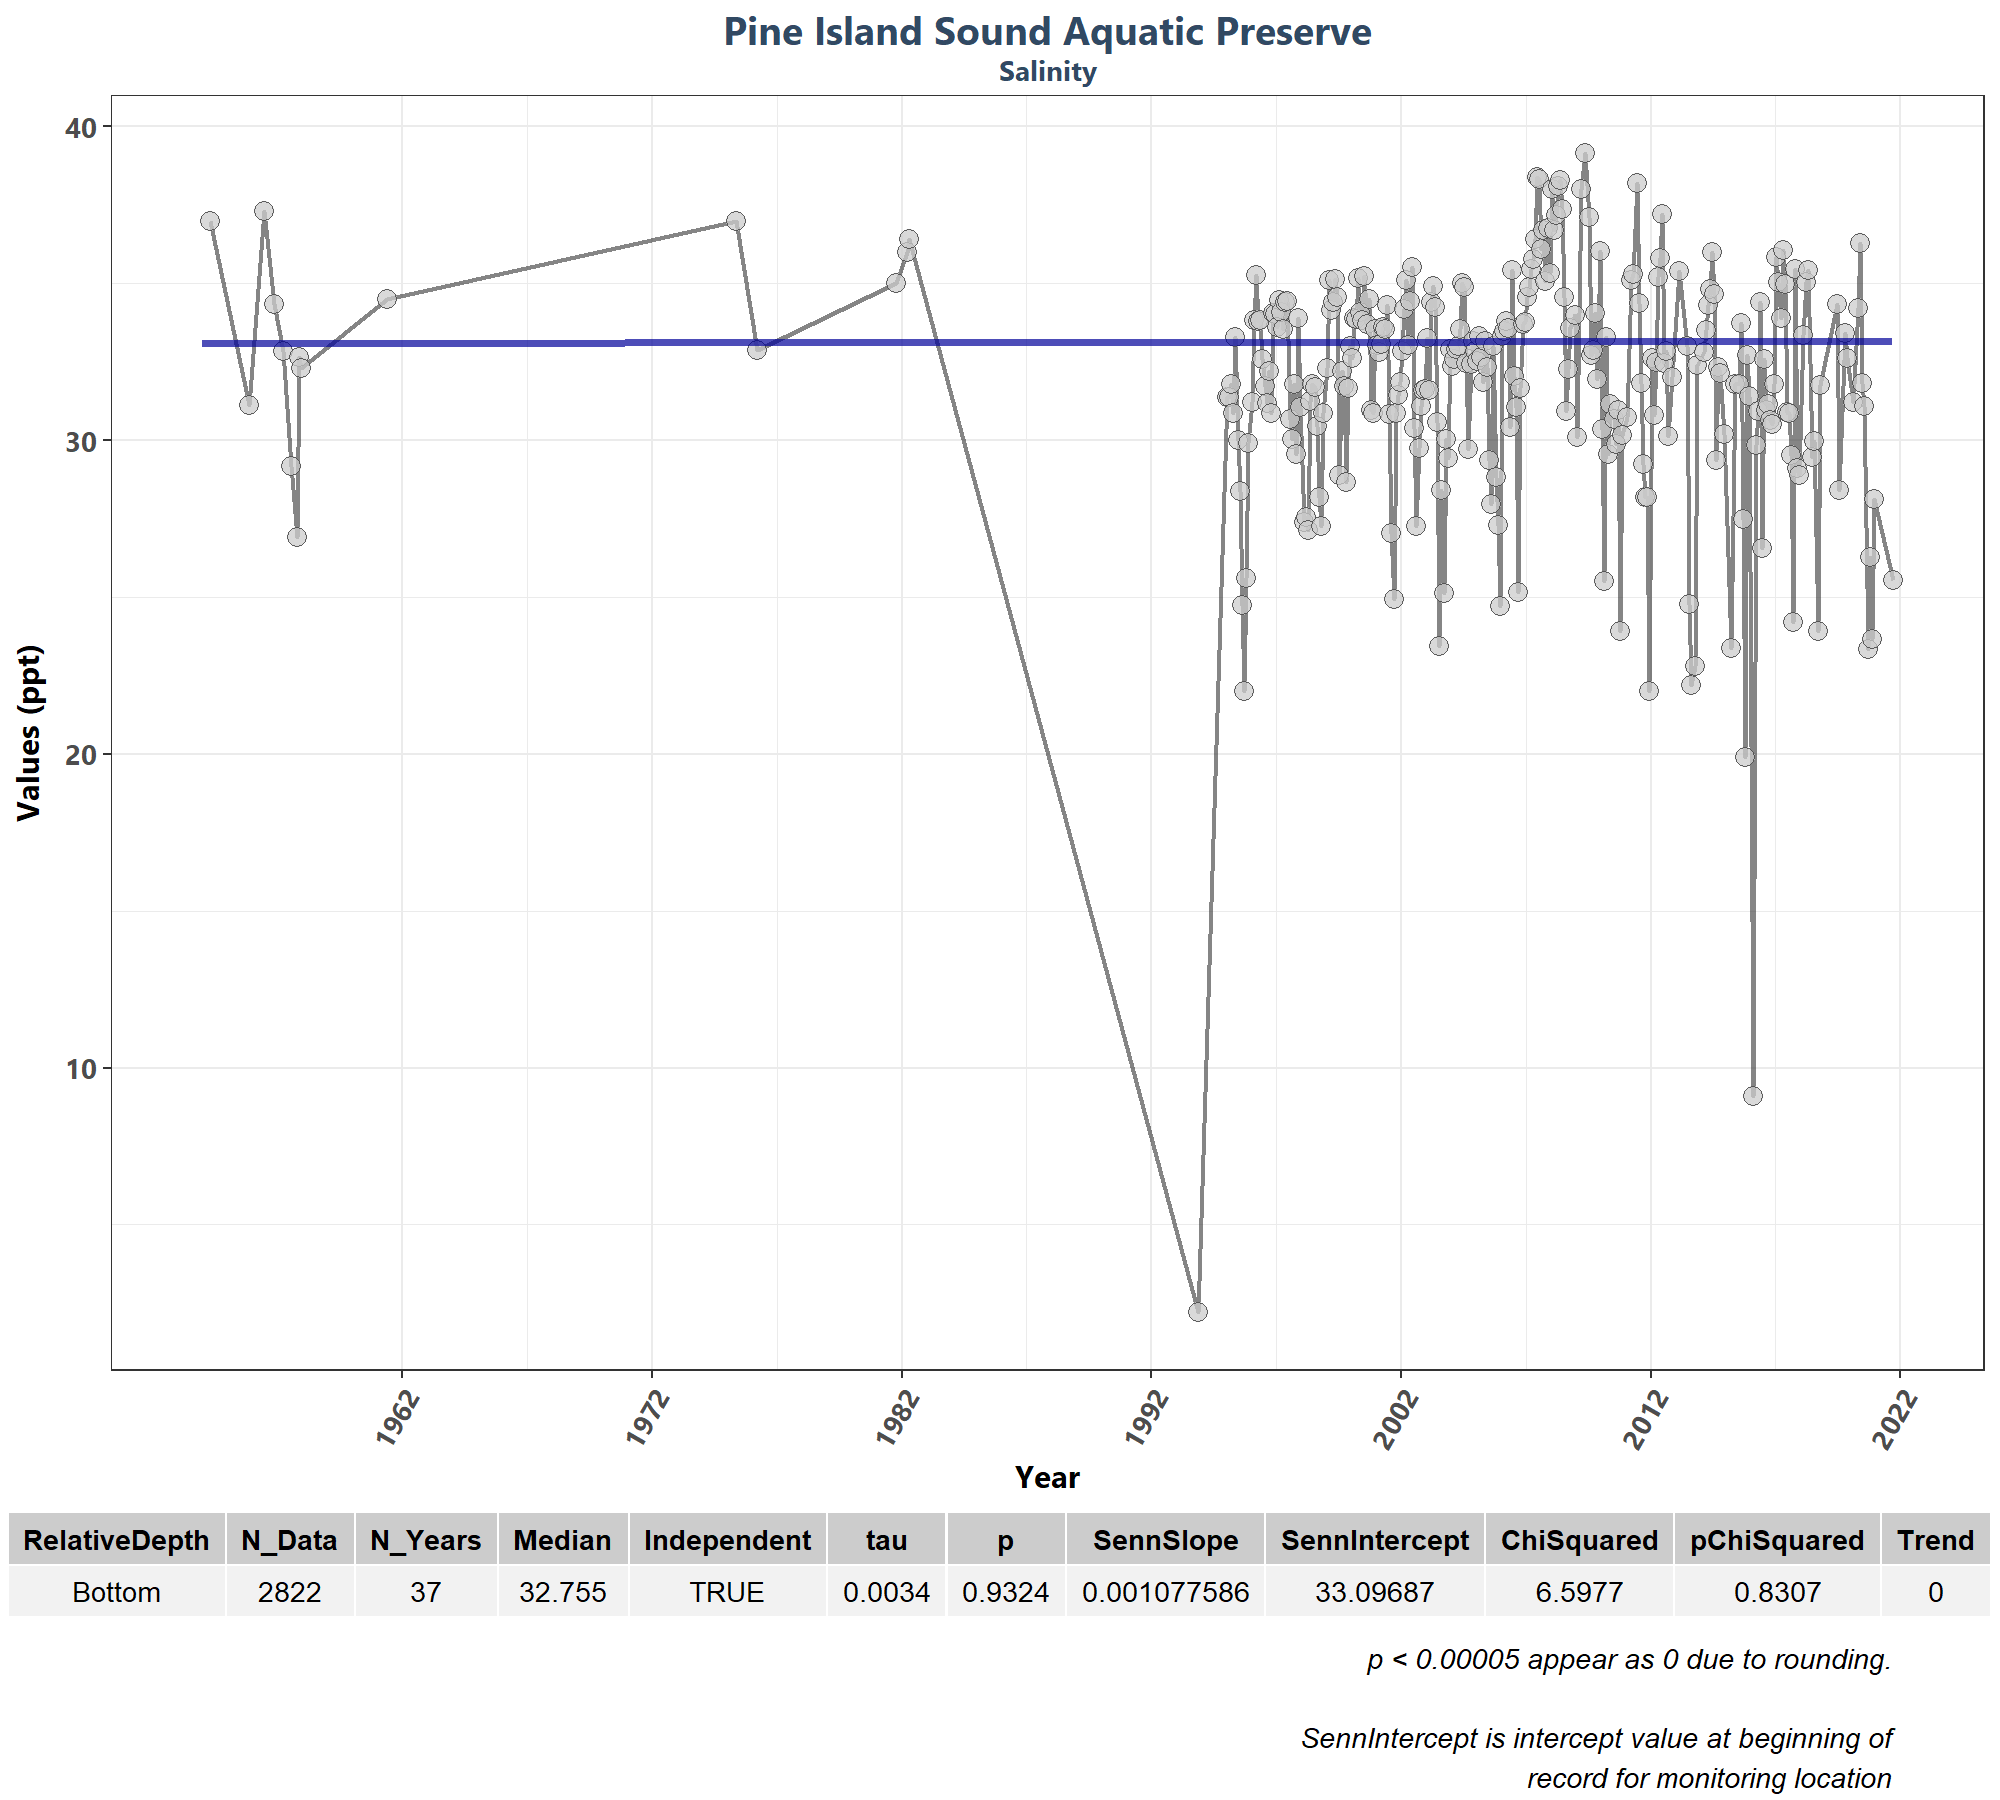 Pine Island Sound Aquatic Preserve
Salinity
40
30
20
10
Values (ppt)
1962 1972 1982 1992 2002 2012 2022
Year
RelativeDepth N_Data N_Years Median Independent tau p SennSlope SennIntercept ChiSquared pChiSquared Trend
Bottom 2822 37 32.755 TRUE 0.0034 0.9324 0.001077586 33.09687 6.5977 0.8307 0
p < 0.00005 appear as 0 due to rounding.
SennIntercept is intercept value at beginning of
record for monitoring location